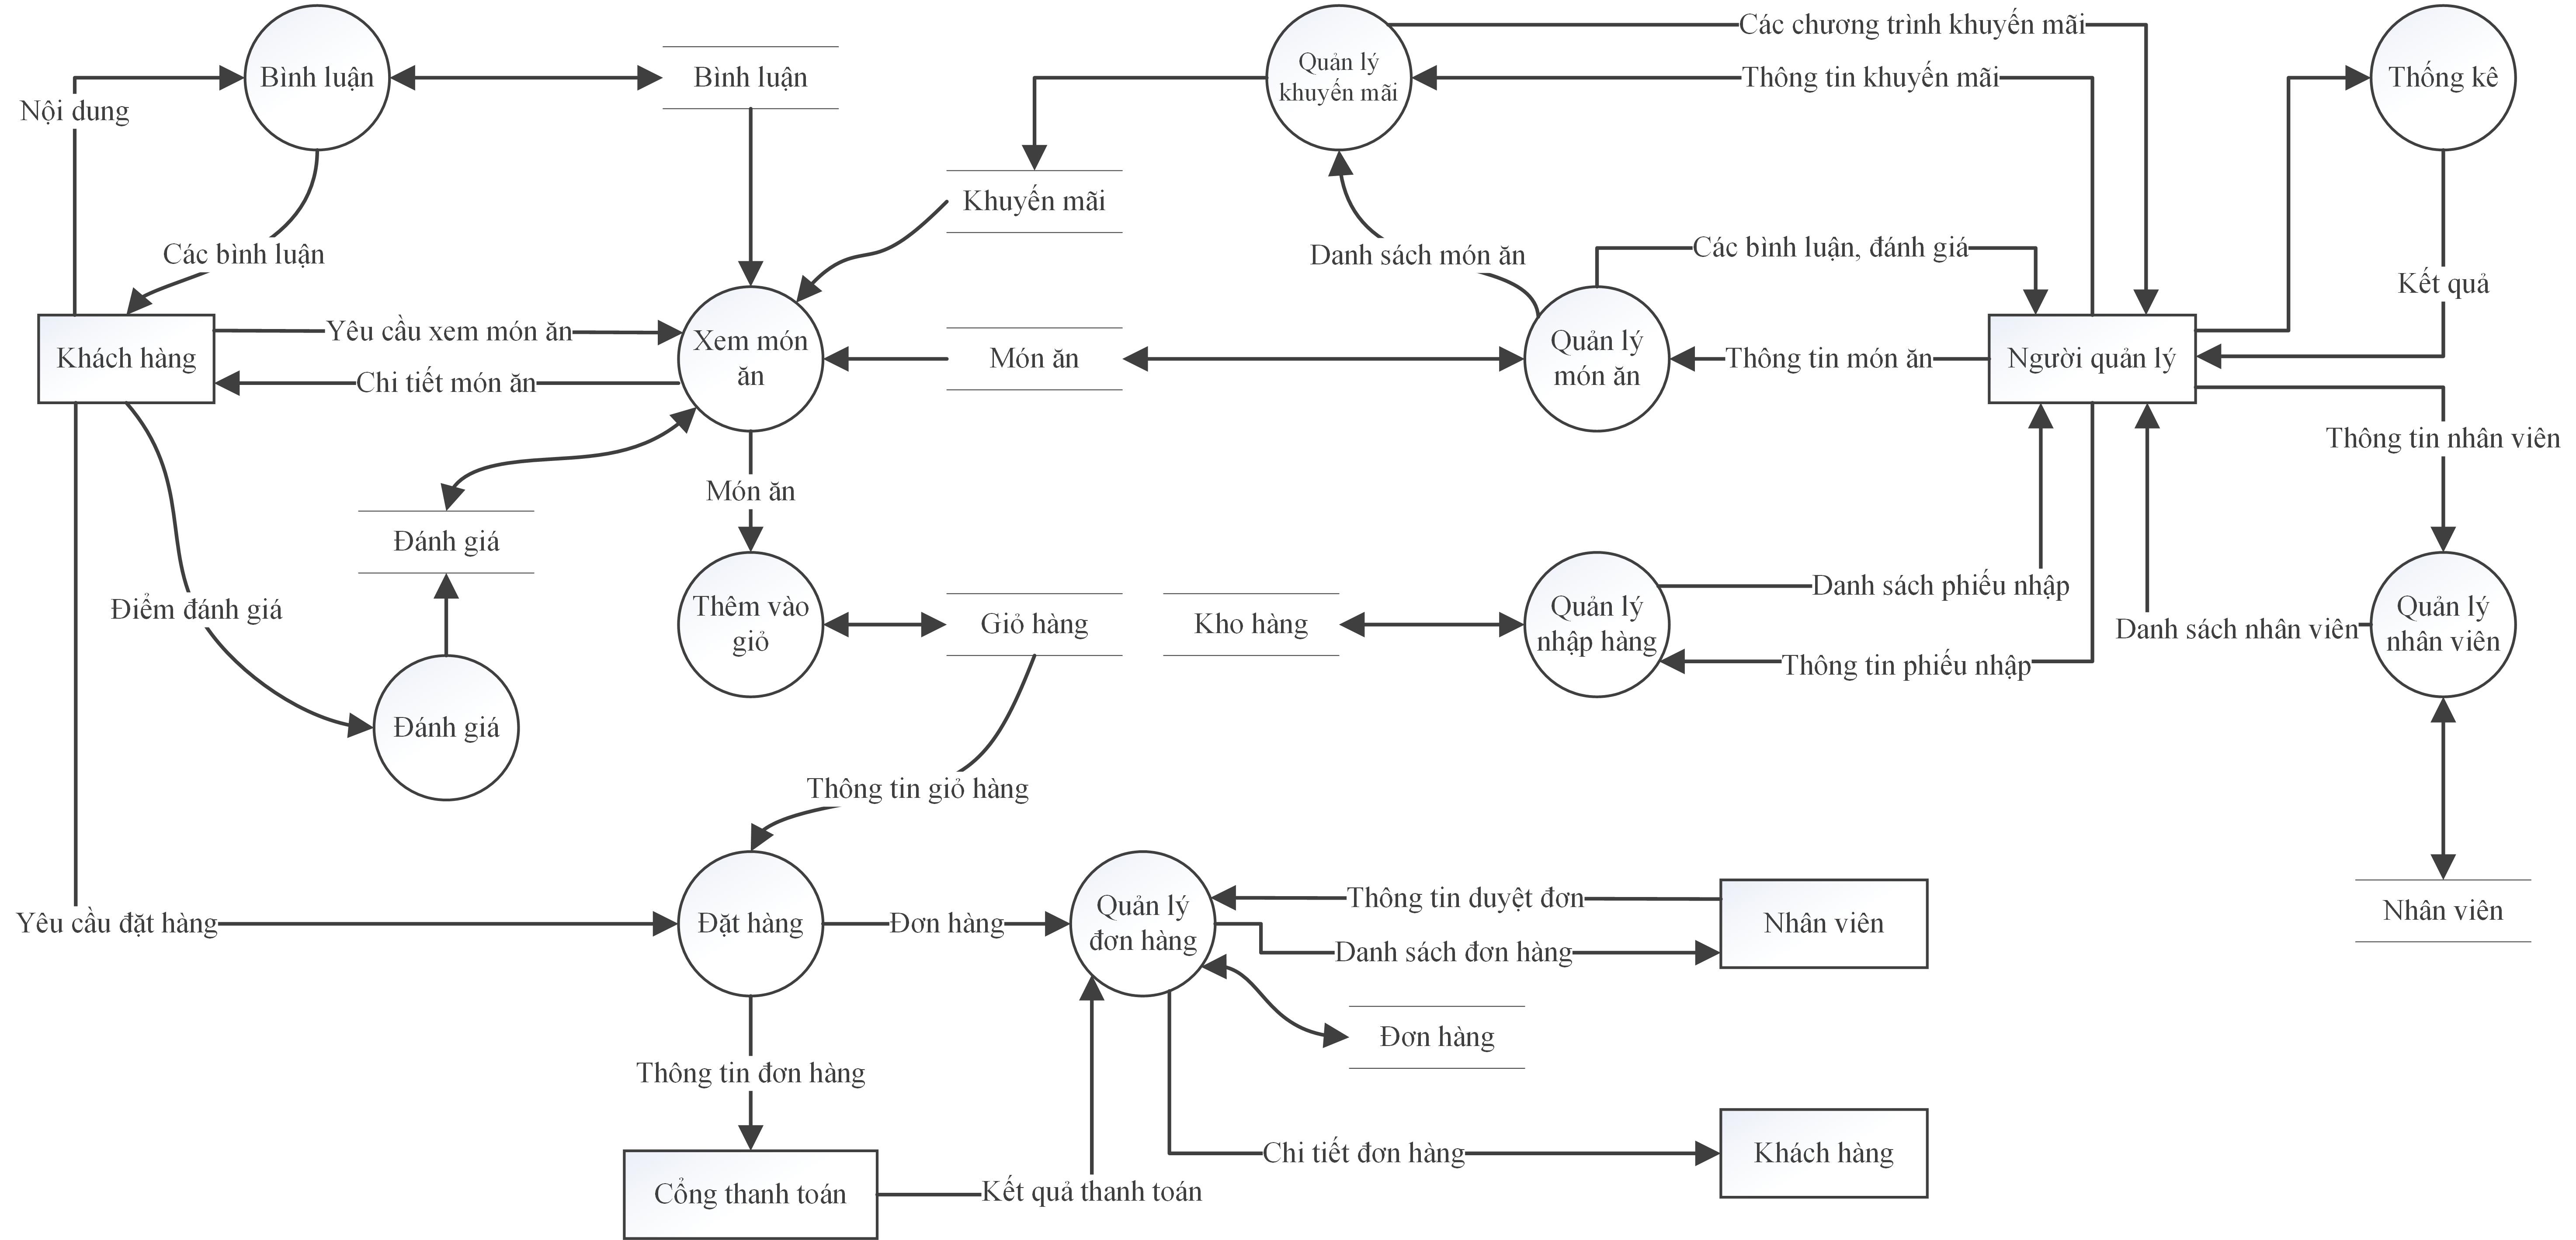 Các chương trình khuyến mãi
Bình luận
Bình luận
Quản lý
khuyến mãi
Thông tin khuyến mãi
Thống kê
Nội dung
Khuyến mãi
Các bình luận
Danh sách món ăn
Các bình luận, đánh giá
Kết quả
Yêu cầu xem món ăn
Khách hàng
Xem món
ăn
Món ăn
Quản lý
món ăn
Thông tin món ăn
Người quản lý
Chi tiết món ăn
Thông tin nhân viên
Món ăn
Đánh giá
Điểm đánh giá
Thêm vào
giỏ
Giỏ hàng
Kho hàng
Quản lý
nhập hàng
Danh sách phiếu nhập
Danh sách nhân viên
Quản lý
nhân viên
Thông tin phiếu nhập
Đánh giá
Thông tin giỏ hàng
Yêu cầu đặt hàng
Đặt hàng
Đơn hàng
Quản lý
đơn hàng
Thông tin duyệt đơn
Danh sách đơn hàng
Nhân viên
Nhân viên
Đơn hàng
Thông tin đơn hàng
Chi tiết đơn hàng
Khách hàng
Cổng thanh toán
Kết quả thanh toán